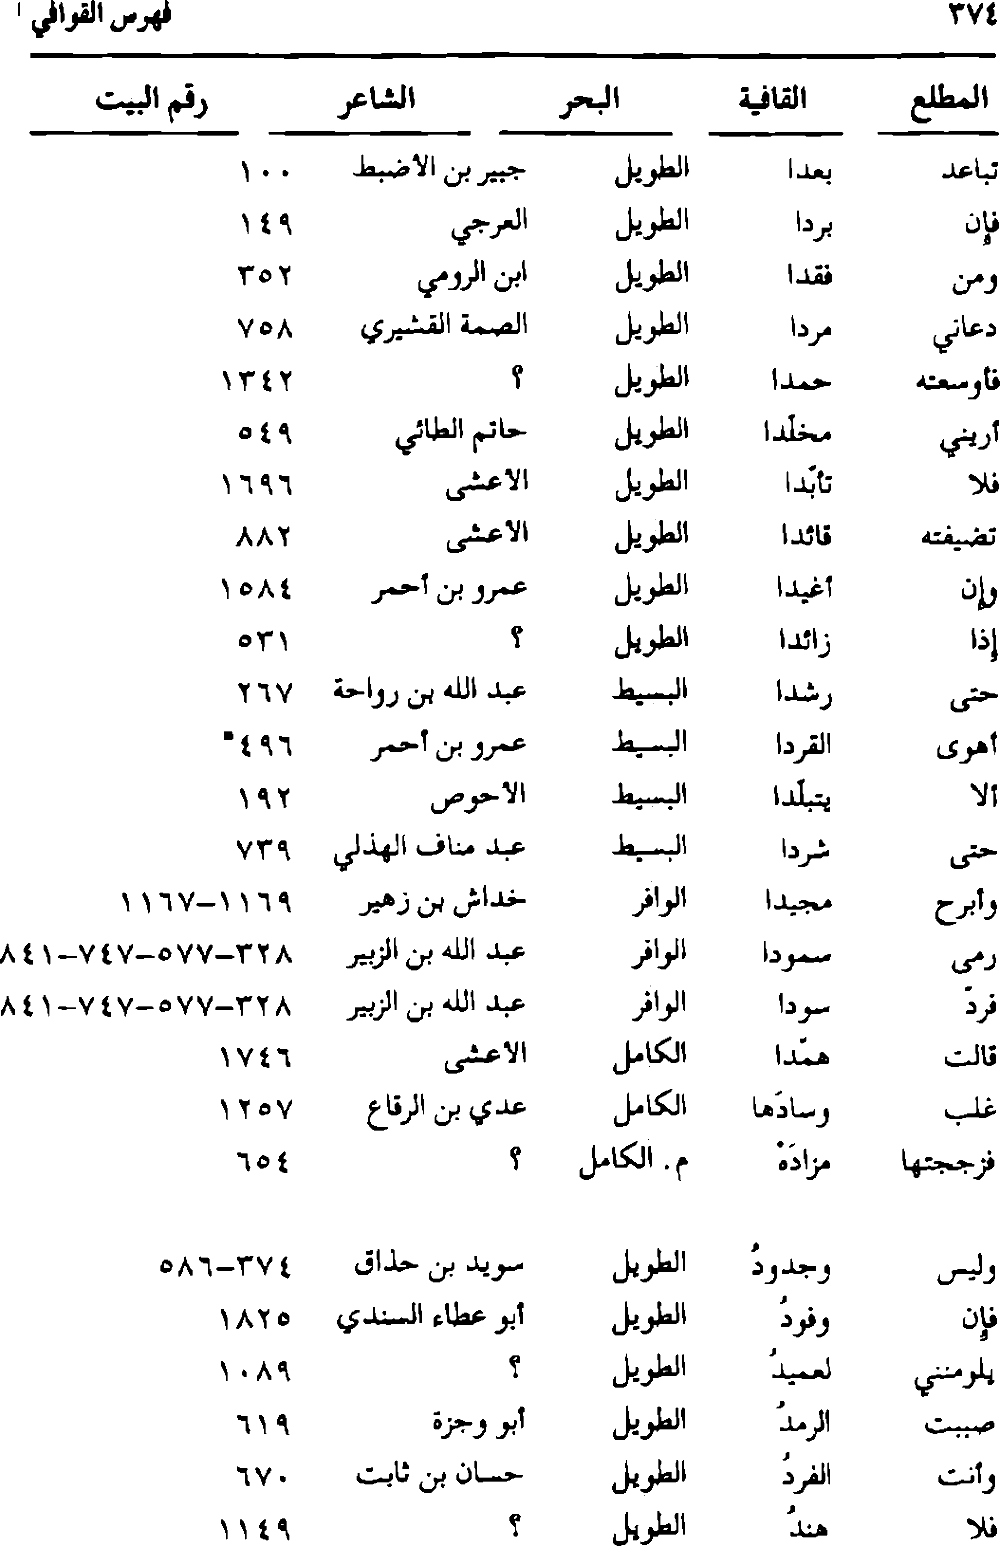 ٣٧٤ فهرس القوافي
المطلع القافية البحر الشاعر رقم البيت
تباعد بعدا الطويل جبير بن الأضبط ١٠٠
فإن بردا الطويل العرجي ١٤٩
ومن فقدا الطويل ابن الرومي ٣٥٢
دعاني مردا الطويل الصمة القشيري ٧٥٨
فأوسعته حمدا الطويل ؟ ١٣٤٢
أريني مخلّدا الطويل حاتم الطائي ٥٤٩
فلا تأبّدا الطويل الأعشى ١٦٩٦
تضيفته قائدا الطويل الأعشى ٨٨٢
وإن أغيدا الطويل عمرو بن أحمر ١٥٨٤
إذا زائدا الطويل ؟ ٥٣١
حتى رشدا البسيط عبد الله بن رواحة ٢٦٧
أهوى القردا البسيط عمرو بن أحمر ٤٩٦*
ألا يتبلّدا البسيط الأحوص ١٩٢
حتى شردا البسيط عبد مناف الهذلي ٧٣٩
وأبرح مجيدا الوافر خداش بن زهير ١١٦٩-١١٦٧
رمى سمودا الوافر عبد الله بن الزبير ٣٢٨-٥٧٧-٧٤٧-٨٤١
فردّ سودا الوافر عبد الله بن الزبير ٣٢٨-٥٧٧-٧٤٧-٨٤١
قالت همّدا الكامل الأعشى ١٧٤٦
غلب وسادَها الكامل عدي بن الرقاع ١٢٥٧
فزججتها مزادَهْ م. الكامل ؟ ٦٥٤
وليس وجدودُ الطويل سويد بن حذاق ٣٧٤-٥٨٦
فإن وفودُ الطويل أبو عطاء السندي ١٨٢٥
يلومنني لعميدُ الطويل ؟ ١٠٨٩
صببت الرمدُ الطويل أبو وجزة ٦١٩
وأنت الفردُ الطويل حسان بن ثابت ٦٧٠
فلا هندُ الطويل ؟ ١١٤٩